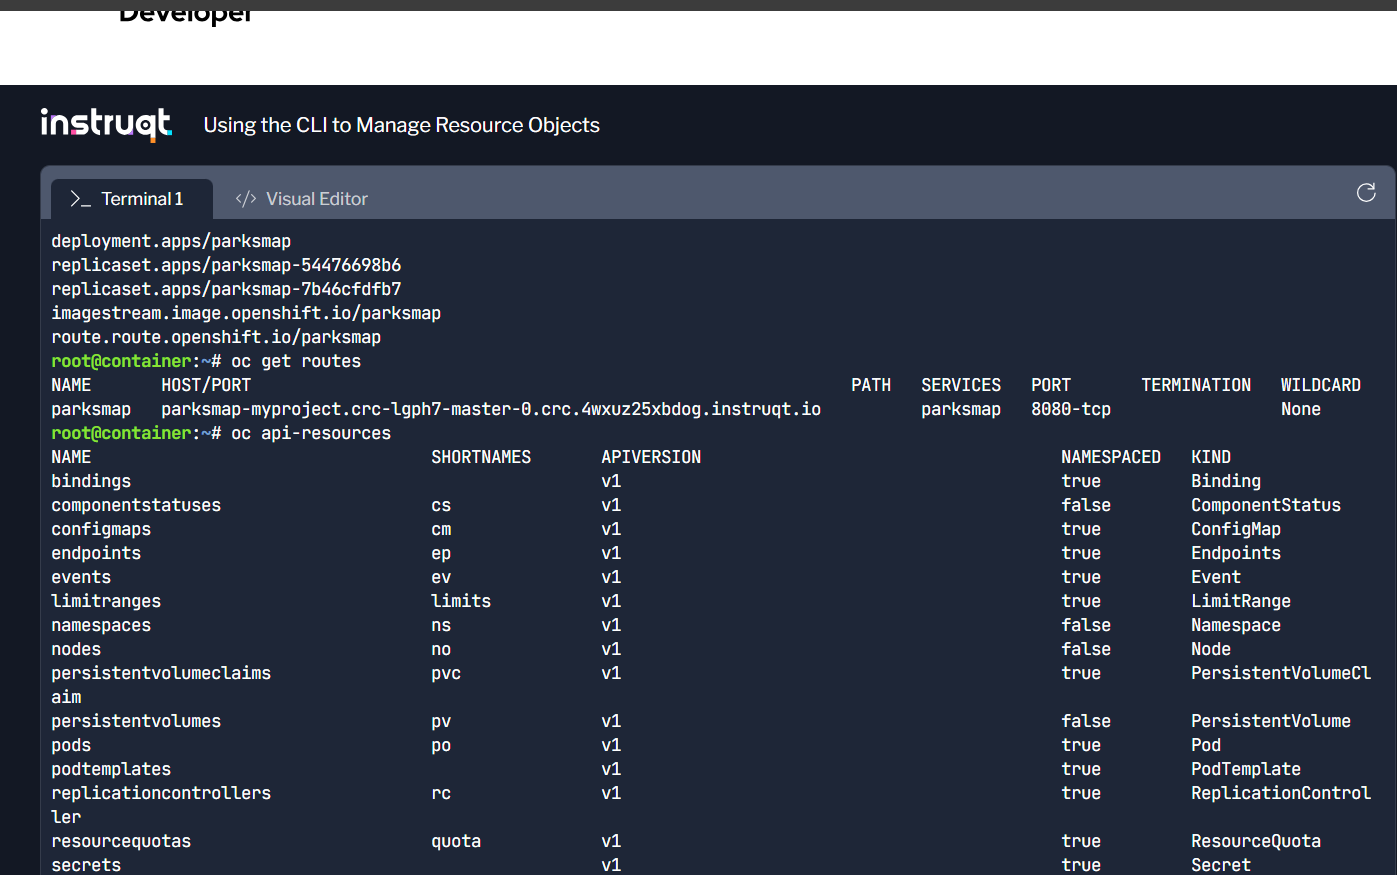 Developer
instruqt Using the CLI to Manage Resource Objects
>_ Terminal 1 </> Visual Editor
deployment.apps/parksmap
replicaset.apps/parksmap-54476698b6
replicaset.apps/parksmap-7b46cfdfb7
imagestream.image.openshift.io/parksmap
route.route.openshift.io/parksmap
root@container:~# oc get routes
NAME HOST/PORT PATH SERVICES PORT TERMINATION WILDCARD
parksmap parksmap-myproject.crc-lgph7-master-0.crc.4wxuz25xbdog.instruqt.io parksmap 8080-tcp None
root@container:~# oc api-resources
NAME SHORTNAMES APIVERSION NAMESPACED KIND
bindings v1 true Binding
componentstatuses cs v1 false ComponentStatus
configmaps cm v1 true ConfigMap
endpoints ep v1 true Endpoints
events ev v1 true Event
limitranges limits v1 true LimitRange
namespaces ns v1 false Namespace
nodes no v1 false Node
persistentvolumeclaims pvc v1 true PersistentVolumeCl
aim
persistentvolumes pv v1 false PersistentVolume
pods po v1 true Pod
podtemplates v1 true PodTemplate
replicationcontrollers rc v1 true ReplicationControl
ler
resourcequotas quota v1 true ResourceQuota
secrets v1 true Secret